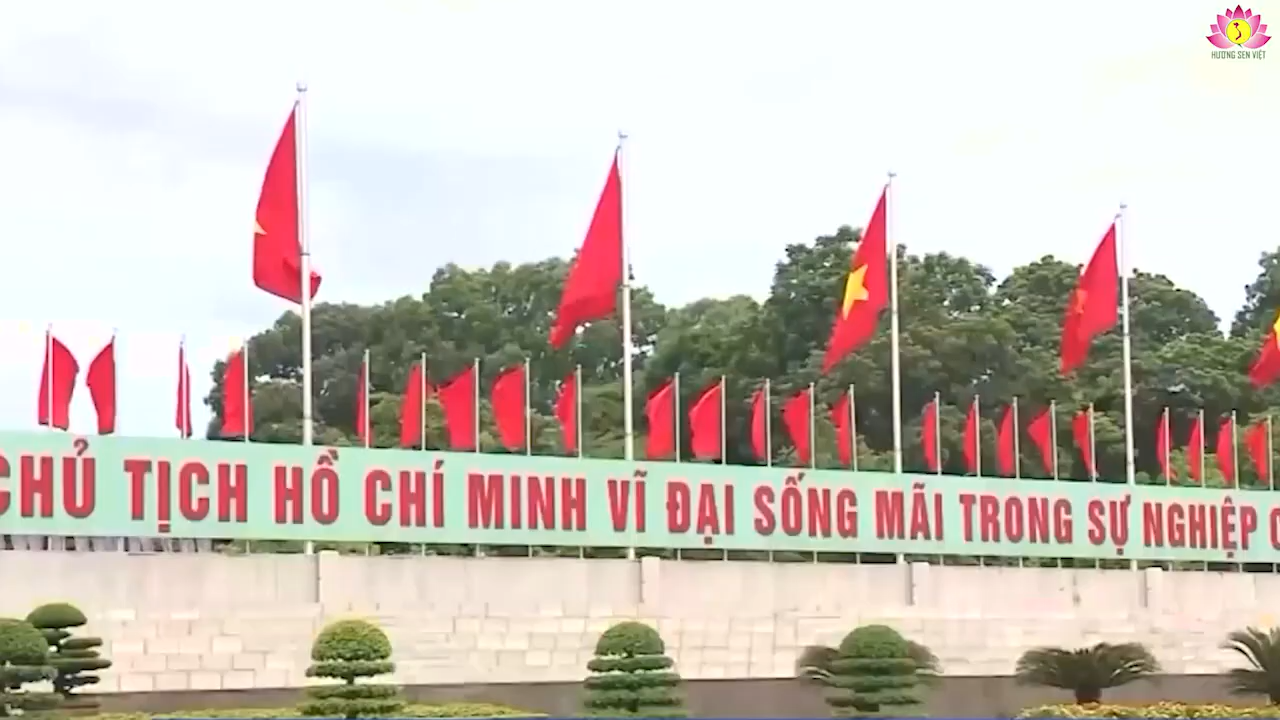 HƯƠNG SEN VIỆT
CHỦ TỊCH HỒ CHÍ MINH VĨ ĐẠI SỐNG MÃI TRONG SỰ NGHIỆP